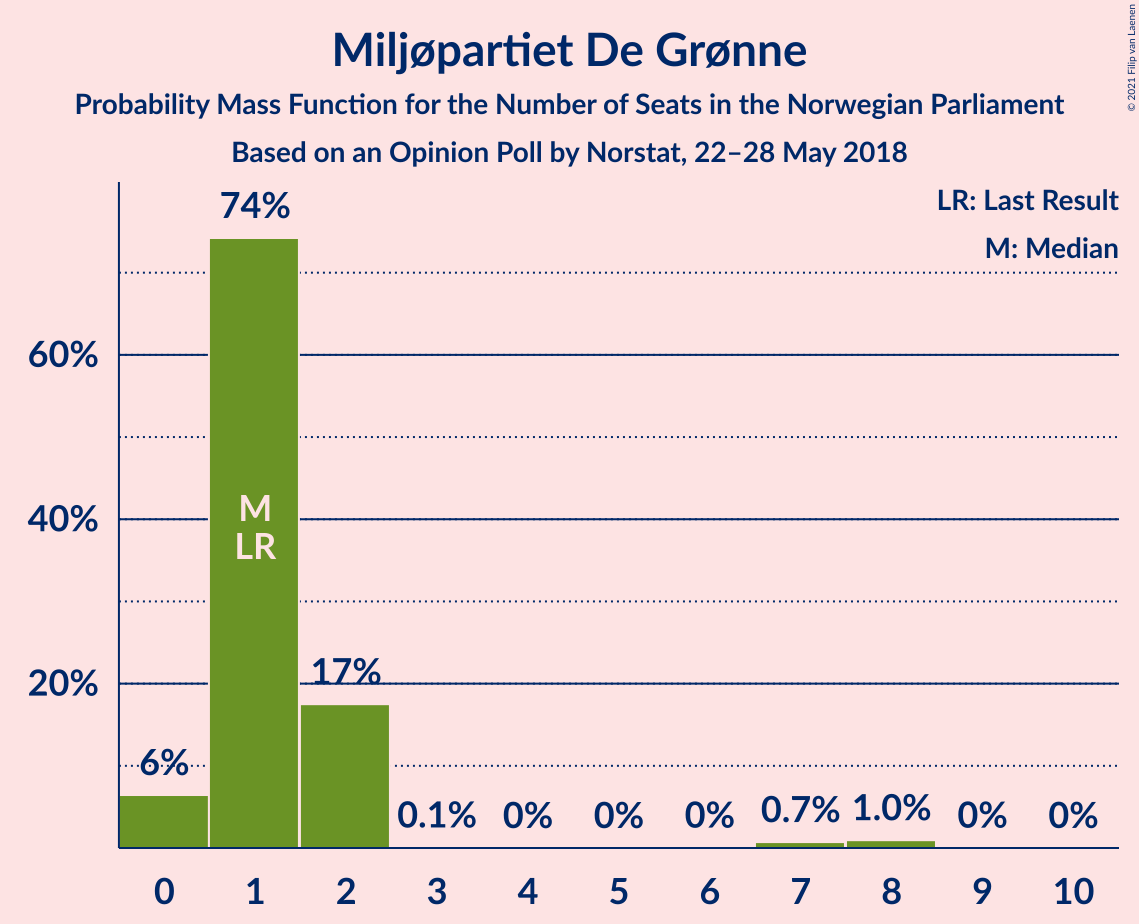 Miljøpartiet De Grønne
Probability Mass Function for the Number of Seats in the Norwegian Parliament
Based on an Opinion Poll by Norstat, 22–28 May 2018
© 2021 Filip van Laenen
LR: Last Result
M: Median
74%
60%
40%
M
LR
20%
17%
6%
0.1%
0%
0%
0%
0.7%
1.0%
0%
0%
0 1 2 3 4 5 6 7 8 9 10